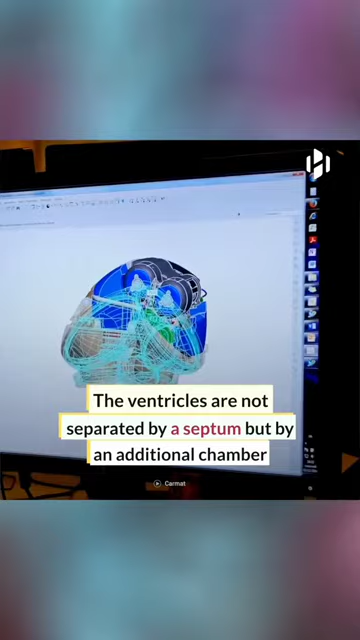 The ventricles are not
separated by a septum but by
an additional chamber
Carmat